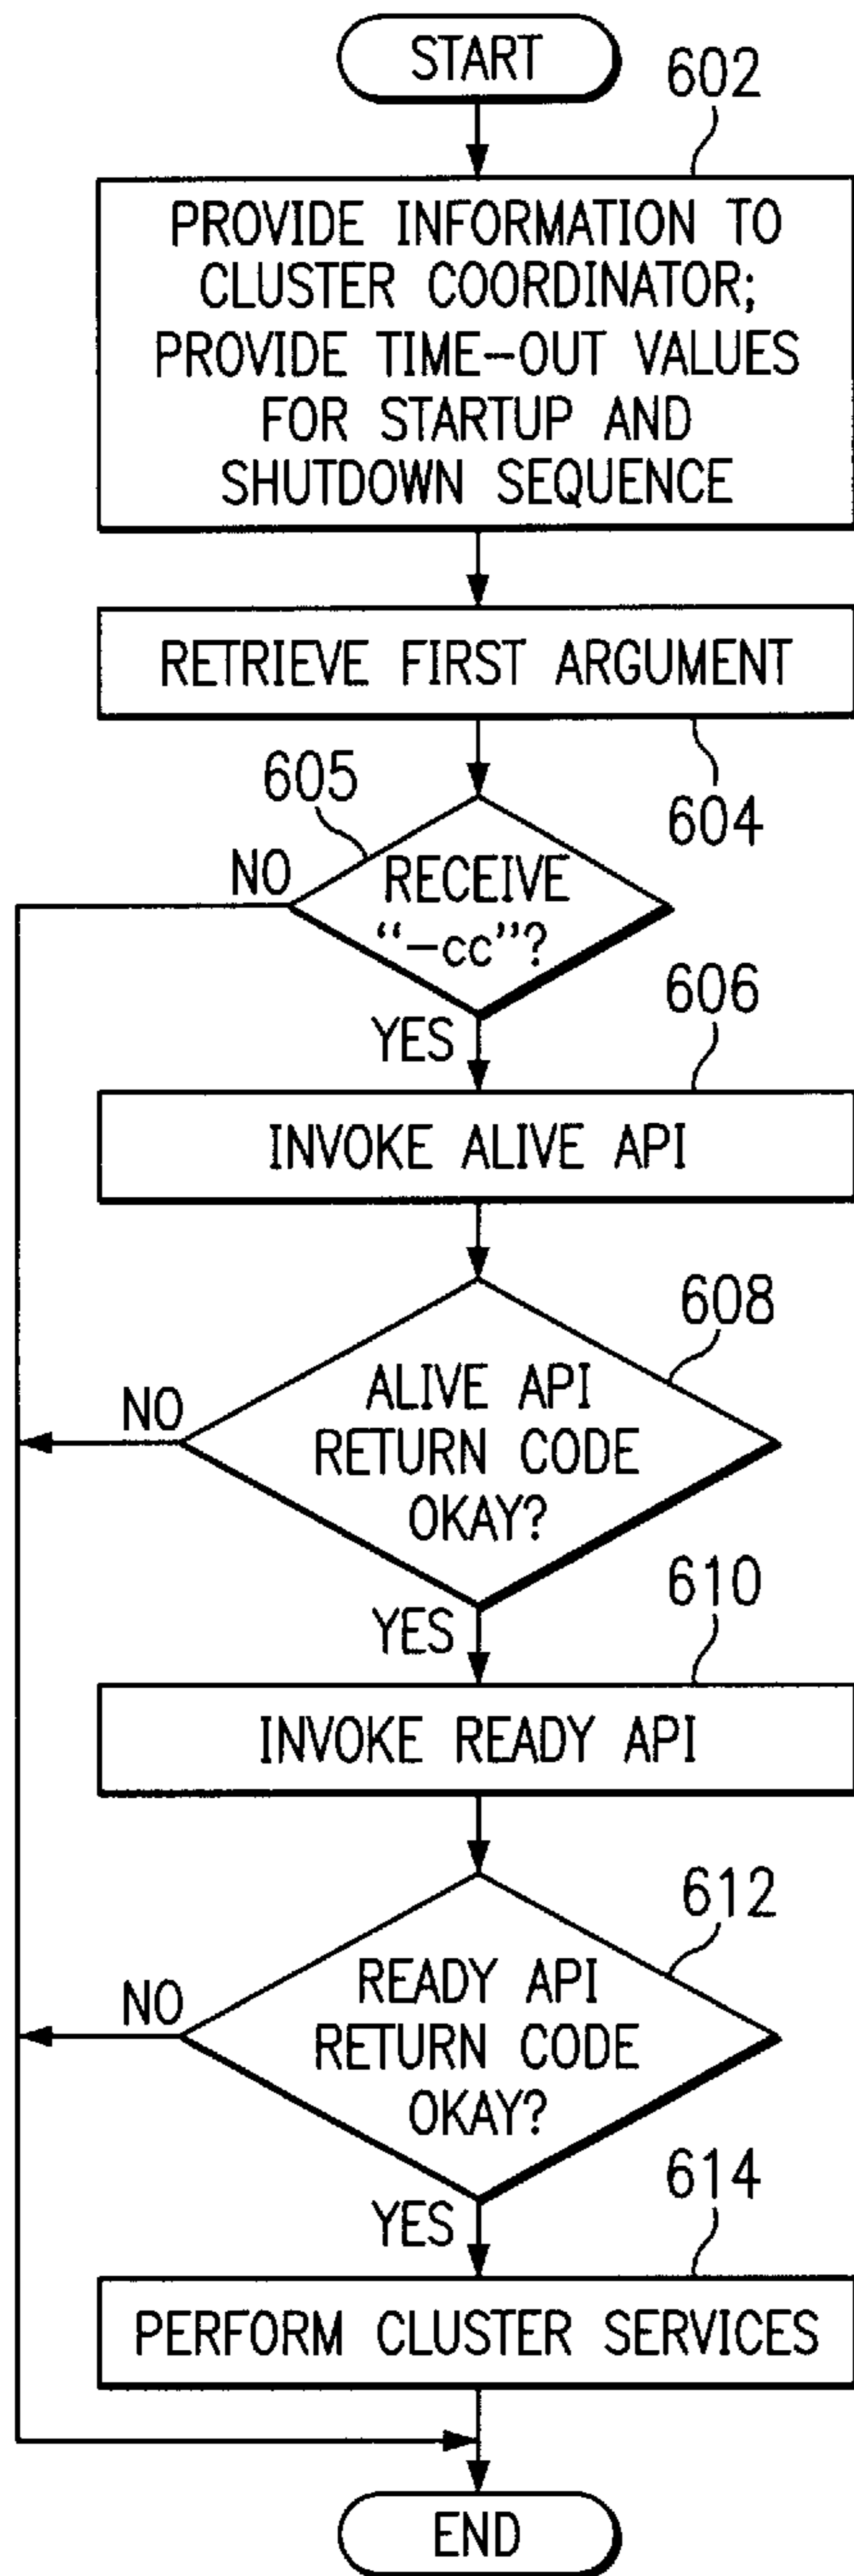 START
602
PROVIDE INFORMATION TO
CLUSTER COORDINATOR;
PROVIDE TIME-OUT VALUES
FOR STARTUP AND
SHUTDOWN SEQUENCE
RETRIEVE FIRST ARGUMENT
604
605
NO
RECEIVE
“-cc”?
YES
606
INVOKE ALIVE API
608
NO
ALIVE API
RETURN CODE
OKAY?
YES
610
INVOKE READY API
612
NO
READY API
RETURN CODE
OKAY?
YES
614
PERFORM CLUSTER SERVICES
END